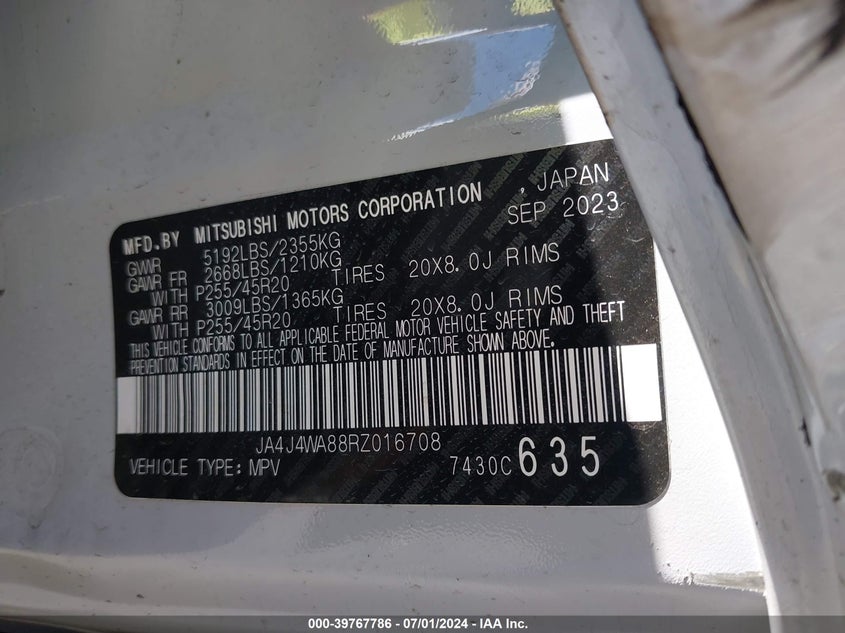 MFD.BY MITSUBISHI MOTORS CORPORATION , JAPAN
SEP 2023
GVWR 5192LBS/2355KG
GAWR FR 2668LBS/1210KG
WITH P255/45R20 TIRES 20X8.0J RIMS
GAWR RR 3009LBS/1365KG
WITH P255/45R20 TIRES 20X8.0J RIMS
THIS VEHICLE CONFORMS TO ALL APPLICABLE FEDERAL MOTOR VEHICLE SAFETY AND THEFT
PREVENTION STANDARDS IN EFFECT ON THE DATE OF MANUFACTURE SHOWN ABOVE.
JA4J4WA88RZ016708
VEHICLE TYPE: MPV 7430C 635
000-39767786 - 07/01/2024 - IAA Inc.